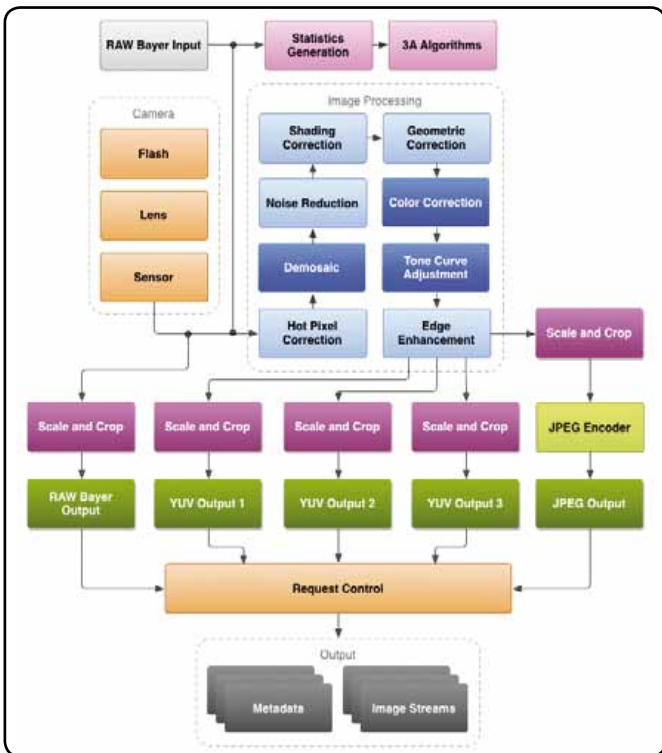 RAW Bayer Input
Statistics
Generation
3A Algorithms
Camera
Flash
Lens
Sensor
Image Processing
Shading
Correction
Geometric
Correction
Noise Reduction
Color Correction
Demosaic
Tone Curve
Adjustment
Hot Pixel
Correction
Edge
Enhancement
Scale and Crop
Scale and Crop
Scale and Crop
Scale and Crop
Scale and Crop
JPEG Encoder
RAW Bayer
Output
YUV Output 1
YUV Output 2
YUV Output 3
JPEG Output
Request Control
Output
Metadata
Image Streams